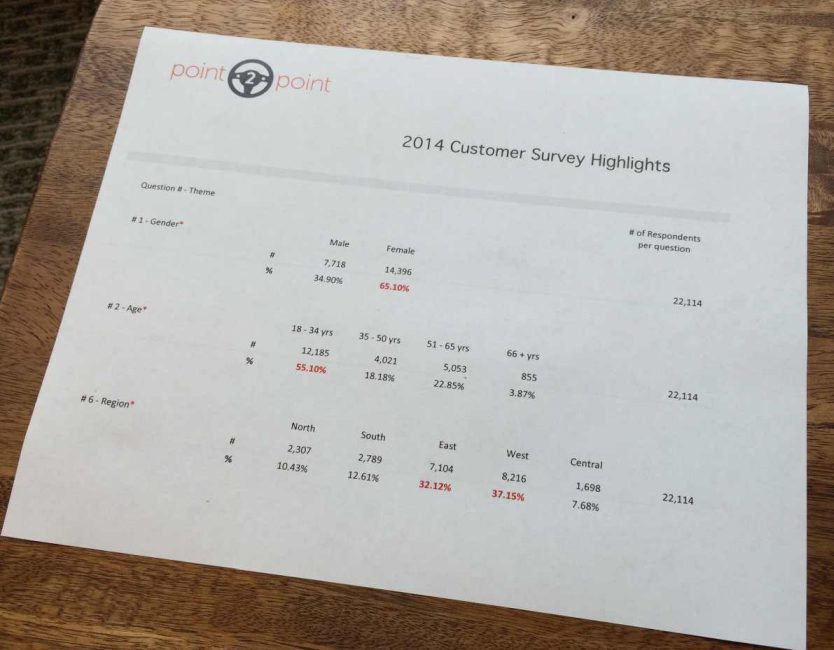 point 2 point
2014 Customer Survey Highlights
Question # - Theme
# of Respondents
per question
# 1 - Gender*
Male Female
# 7,718 14,396
% 34.90% 65.10%
22,114
# 2 - Age*
18 - 34 yrs 35 - 50 yrs 51 - 65 yrs 66 + yrs
# 12,185 4,021 5,053 855
% 55.10% 18.18% 22.85% 3.87%
22,114
# 6 - Region*
North South East West Central
# 2,307 2,789 7,104 8,216 1,698
% 10.43% 12.61% 32.12% 37.15% 7.68%
22,114